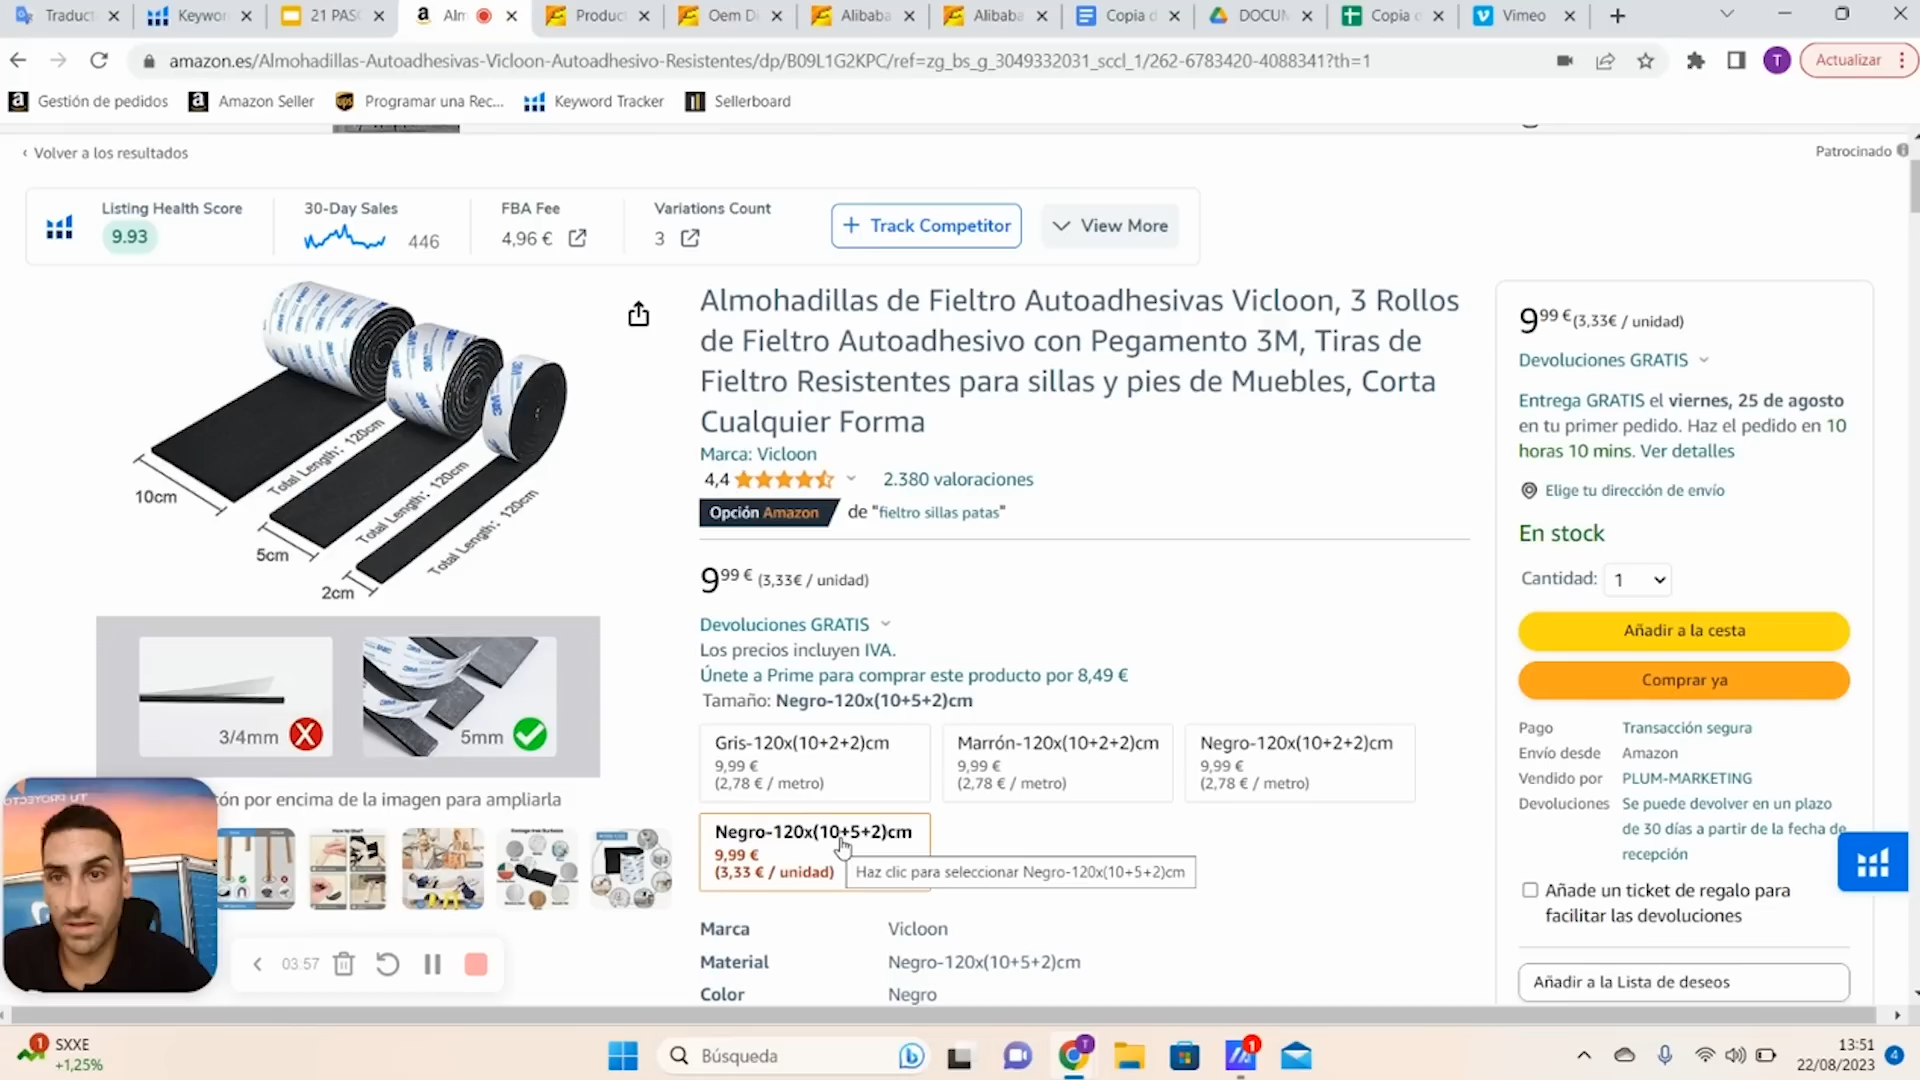 Traduct
Keywor
21 PAS
Alm
Produc
Oem Di
Alibaba
Alibaba
Copia d
DOCUM
Copia
Vimeo
amazon.es/Almohadillas-Autoadhesivas-Vicloon-Autoadhesivo-Resistentes/dp/B09L1G2KPC/ref=zg_bs_g_3049332031_sccl_1/262-6783420-4088341?th=1
T
Actualizar
Gestión de pedidos
Amazon Seller
Programar una Rec...
Keyword Tracker
Sellerboard
‹ Volver a los resultados
Patrocinado
Listing Health Score
9.93
30-Day Sales
446
FBA Fee
4,96 €
Variations Count
3
+ Track Competitor
View More
Total Length: 120cm
10cm
Total Length: 120cm
5cm
Total Length: 120cm
2cm
3/4mm
5mm
ón por encima de la imagen para ampliarla
03:57
Almohadillas de Fieltro Autoadhesivas Vicloon, 3 Rollos
de Fieltro Autoadhesivo con Pegamento 3M, Tiras de
Fieltro Resistentes para sillas y pies de Muebles, Corta
Cualquier Forma
Marca: Vicloon
4,4
2.380 valoraciones
Opción Amazon de "fieltro sillas patas"
9,99 € (3,33€ / unidad)
Devoluciones GRATIS
Los precios incluyen IVA.
Únete a Prime para comprar este producto por 8,49 €
Tamaño: Negro-120x(10+5+2)cm
Gris-120x(10+2+2)cm
9,99 €
(2,78 € / metro)
Marrón-120x(10+2+2)cm
9,99 €
(2,78 € / metro)
Negro-120x(10+2+2)cm
9,99 €
(2,78 € / metro)
Negro-120x(10+5+2)cm
9,99 €
(3,33 € / unidad)
Haz clic para seleccionar Negro-120x(10+5+2)cm
Marca Vicloon
Material Negro-120x(10+5+2)cm
Color Negro
9,99 € (3,33€ / unidad)
Devoluciones GRATIS
Entrega GRATIS el viernes, 25 de agosto
en tu primer pedido. Haz el pedido en 10
horas 10 mins. Ver detalles
Elige tu dirección de envío
En stock
Cantidad: 1
Añadir a la cesta
Comprar ya
Pago Transacción segura
Envío desde Amazon
Vendido por PLUM-MARKETING
Devoluciones Se puede devolver en un plazo
de 30 días a partir de la fecha de
recepción
Añade un ticket de regalo para
facilitar las devoluciones
Añadir a la Lista de deseos
1
SXXE
+1,25%
Búsqueda
T
1
13:51
22/08/2023
4